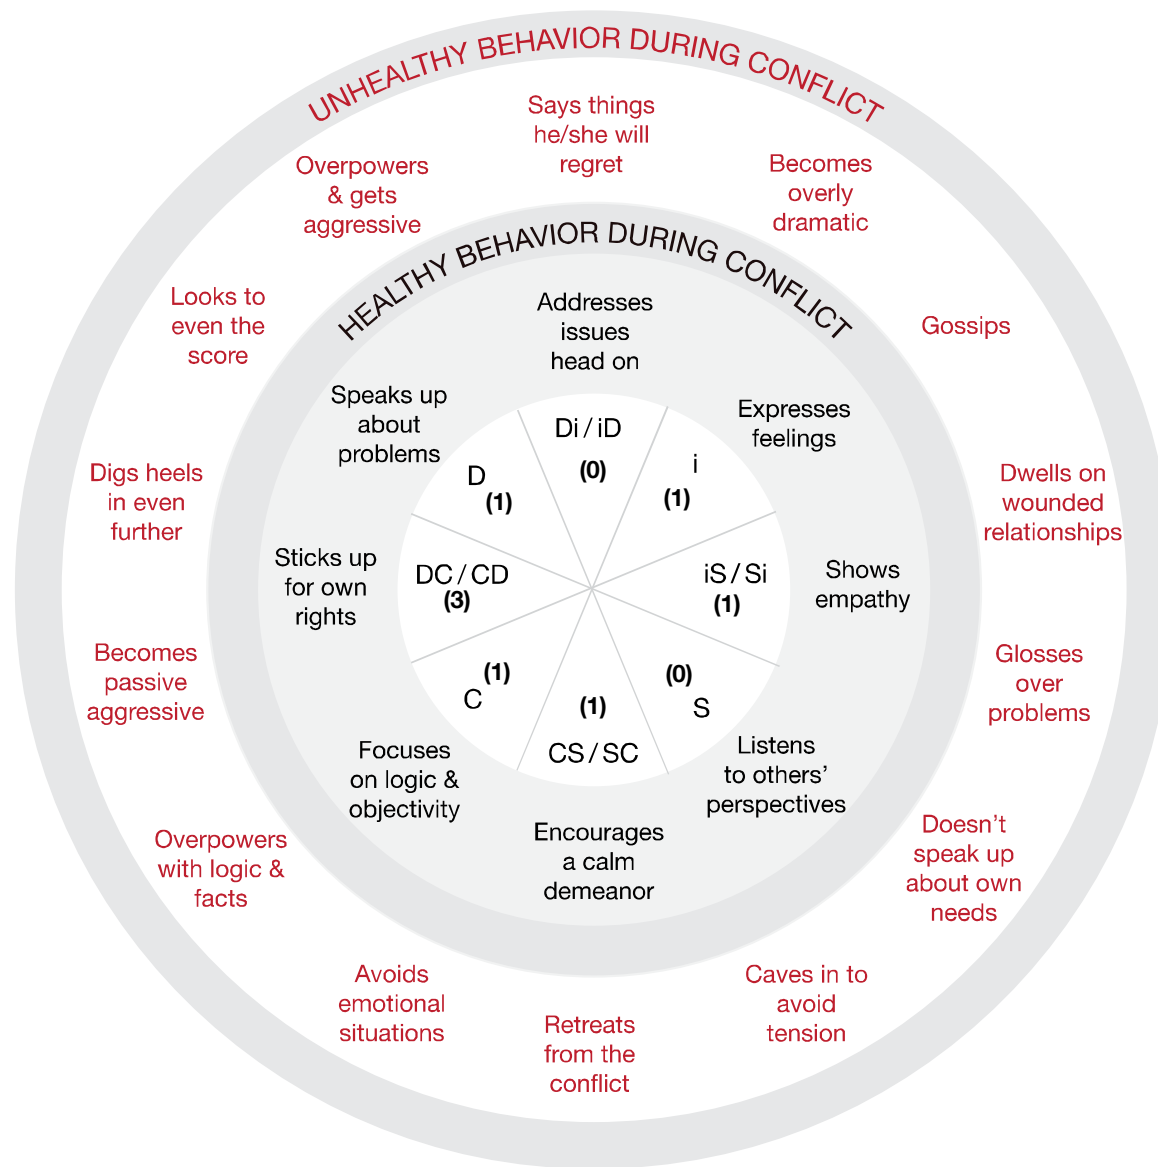 UNHEALTHY BEHAVIOR DURING CONFLICT
Says things
he/she will
regret
Overpowers
& gets
aggressive
Becomes
overly
dramatic
Looks to
even the
score
Gossips
Digs heels
in even
further
Dwells on
wounded
relationships
Becomes
passive
aggressive
Glosses
over
problems
Overpowers
with logic &
facts
Doesn't
speak up
about own
needs
Avoids
emotional
situations
Retreats
from the
conflict
Caves in to
avoid
tension
HEALTHY BEHAVIOR DURING CONFLICT
Addresses
issues
head on
Speaks up
about
problems
Expresses
feelings
Sticks up
for own
rights
Shows
empathy
Focuses
on logic &
objectivity
Listens
to others'
perspectives
Encourages
a calm
demeanor
Di / iD
(0)
D
(1)
i
(1)
DC / CD
(3)
iS / Si
(1)
(1)
C
(0)
S
(1)
CS / SC